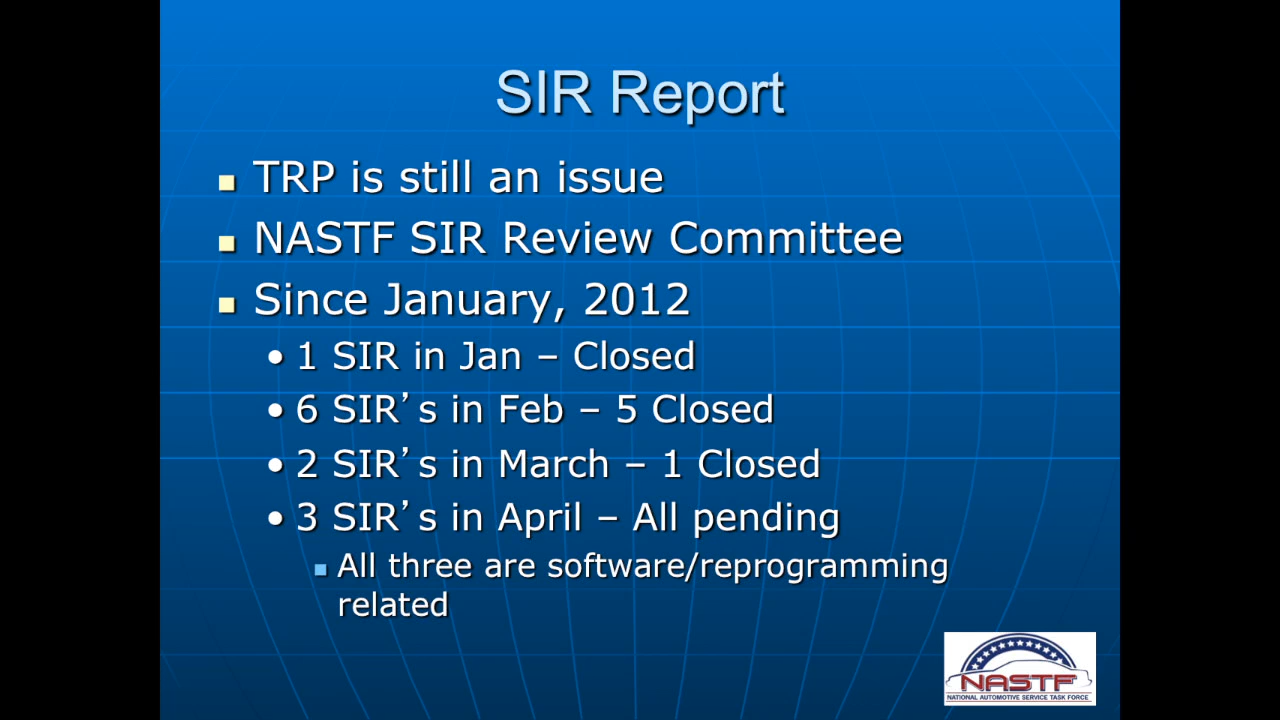 SIR Report
■ TRP is still an issue
■ NASTF SIR Review Committee
■ Since January, 2012
• 1 SIR in Jan – Closed
• 6 SIR’s in Feb – 5 Closed
• 2 SIR’s in March – 1 Closed
• 3 SIR’s in April – All pending
■ All three are software/reprogramming
related
NASTF
NATIONAL AUTOMOTIVE SERVICE TASK FORCE